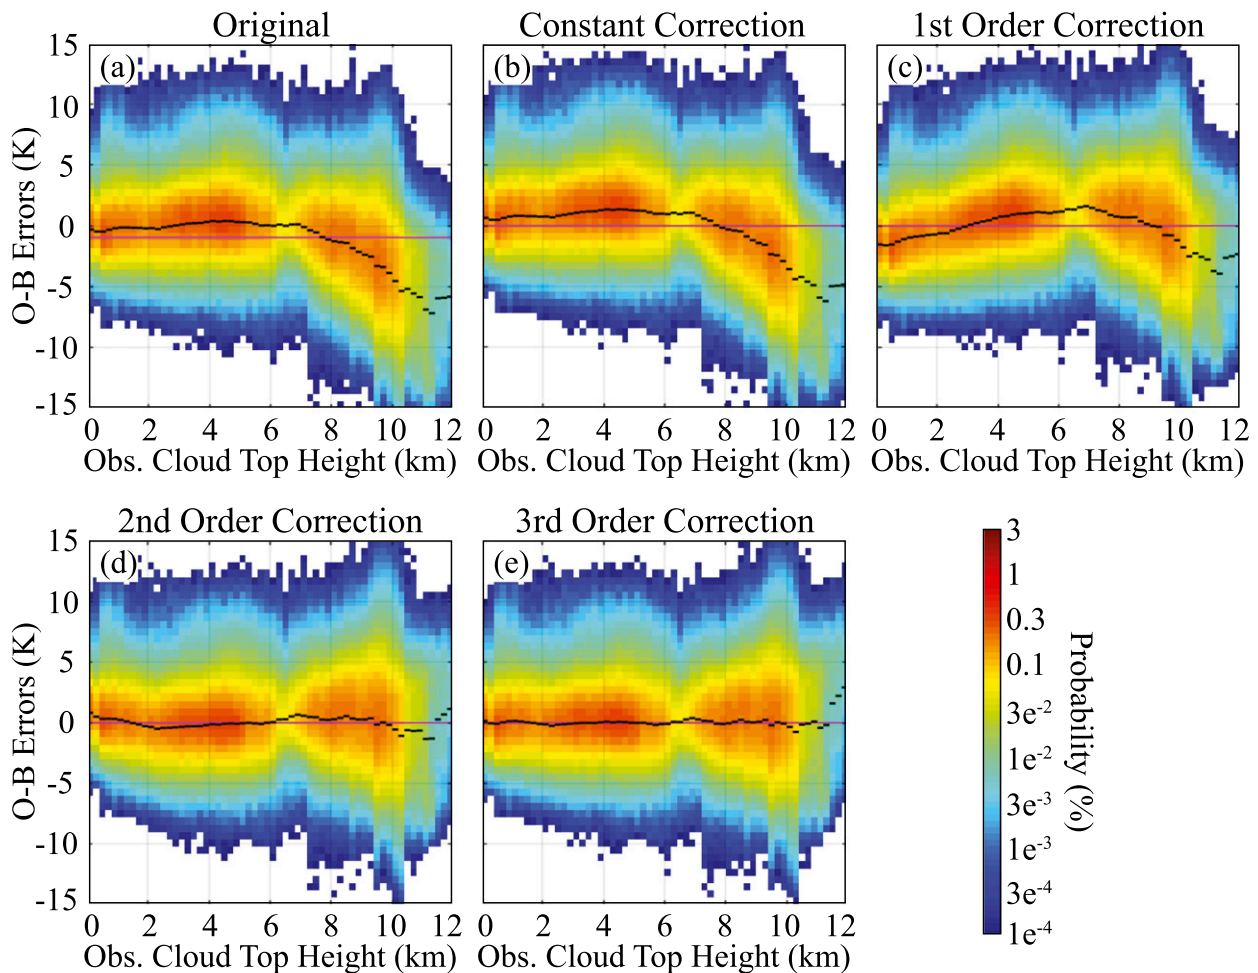 Original
Constant Correction
1st Order Correction
(a)
(b)
(c)
O-B Errors (K)
15
10
5
0
-5
-10
-15
0 2 4 6 8 10 12
0 2 4 6 8 10 12
0 2 4 6 8 10 12
Obs. Cloud Top Height (km)
Obs. Cloud Top Height (km)
Obs. Cloud Top Height (km)
2nd Order Correction
3rd Order Correction
(d)
(e)
O-B Errors (K)
15
10
5
0
-5
-10
-15
0 2 4 6 8 10 12
0 2 4 6 8 10 12
Obs. Cloud Top Height (km)
Obs. Cloud Top Height (km)
3
1
0.3
0.1
3e-2
1e-2
3e-3
1e-3
3e-4
1e-4
Probability (%)